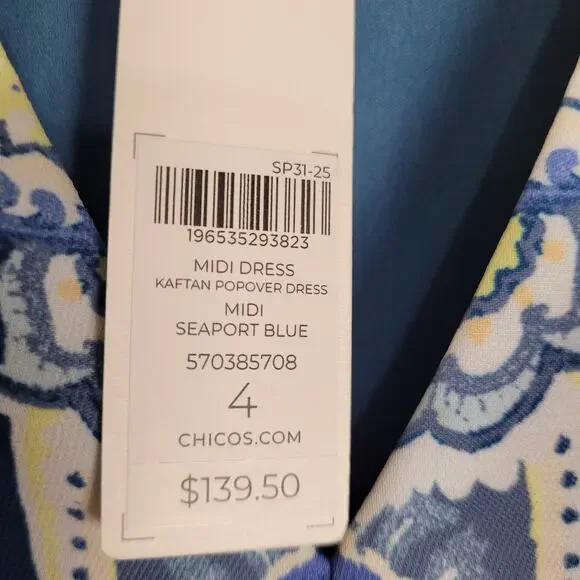 SP31-25
196535293823
MIDI DRESS
KAFTAN POPOVER DRESS
MIDI
SEAPORT BLUE
570385708
4
CHICOS.COM
$139.50